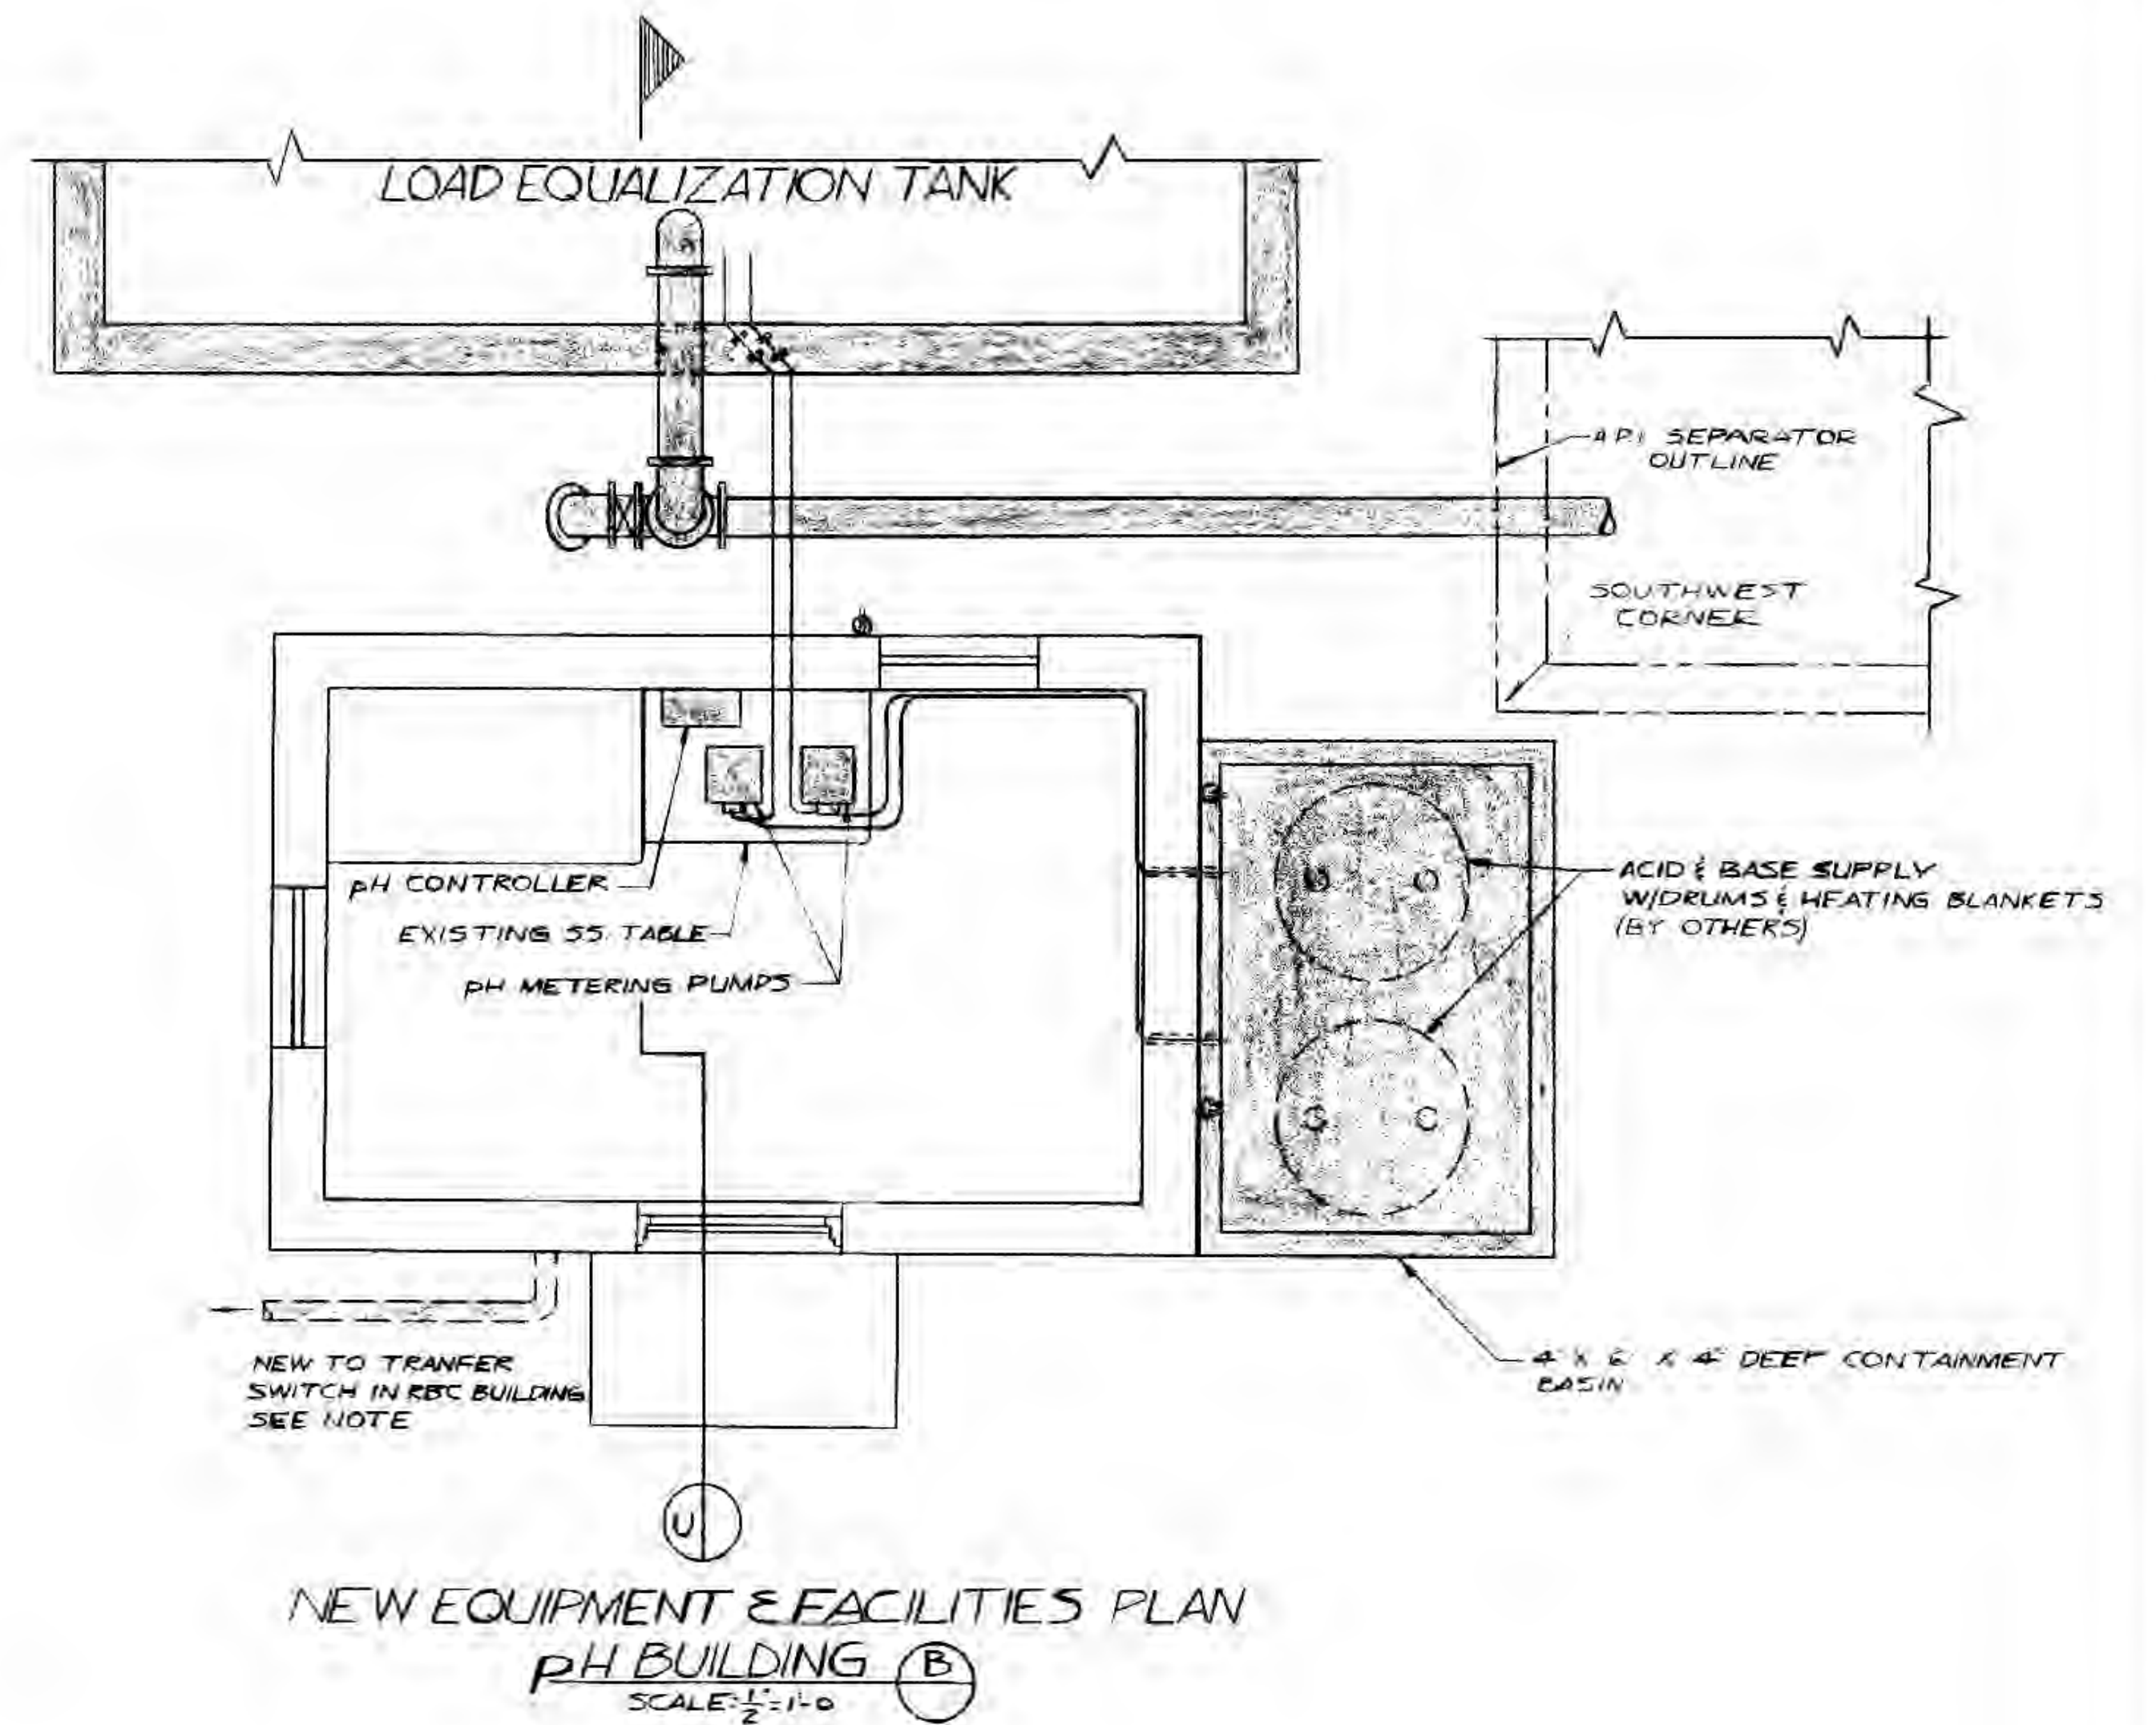 LOAD EQUALIZATION TANK
API SEPARATOR
OUTLINE
SOUTHWEST
CORNER
pH CONTROLLER
EXISTING SS. TABLE
pH METERING PUMPS
ACID & BASE SUPPLY
W/DRUMS & HEATING BLANKETS
(BY OTHERS)
NEW TO TRANFER
SWITCH IN RBC BUILDING
SEE NOTE
4' X 6' X 4' DEEP CONTAINMENT
BASIN
U
NEW EQUIPMENT & FACILITIES PLAN
pH BUILDING
B
SCALE: 1/2" = 1'-0